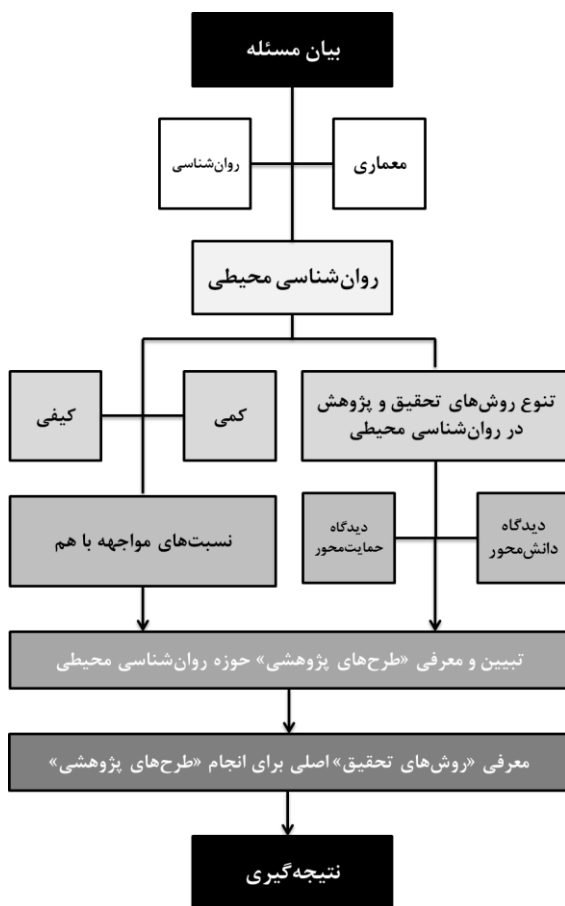 بیان مسئله
معماری
روان‌شناسی
روان‌شناسی محیطی
تنوع روش‌های تحقیق و پژوهش
در روان‌شناسی محیطی
کمی
کیفی
دیدگاه
دانش‌محور
دیدگاه
حمایت‌محور
نسبت‌های مواجهه با هم
تبیین و معرفی «طرح‌های پژوهشی» حوزه روان‌شناسی محیطی
معرفی «روش‌های تحقیق» اصلی برای انجام «طرح‌های پژوهشی»
نتیجه‌گیری